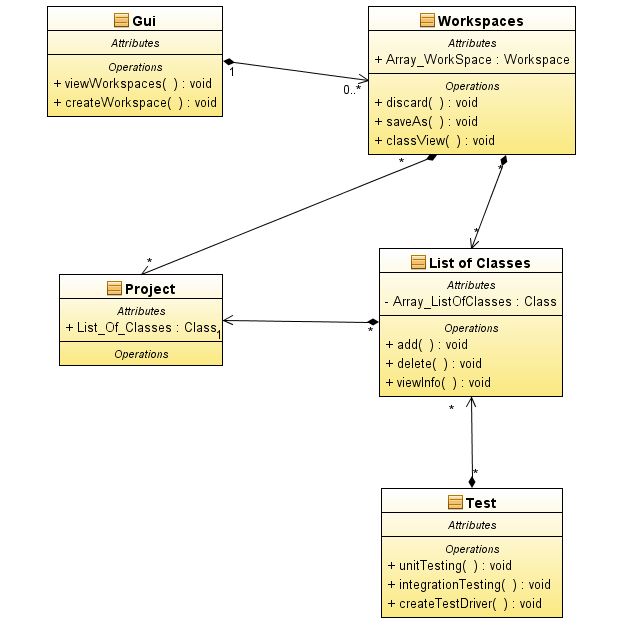 Gui
Attributes
Operations
+ viewWorkspaces( ) : void
+ createWorkspace( ) : void
1
0..*
Workspaces
Attributes
+ Array_WorkSpace : Workspace
Operations
+ discard( ) : void
+ saveAs( ) : void
+ classView( ) : void
*
*
*
*
Project
Attributes
+ List_Of_Classes : Class
Operations
1
*
List of Classes
Attributes
- Array_ListOfClasses : Class
Operations
+ add( ) : void
+ delete( ) : void
+ viewInfo( ) : void
*
*
Test
Attributes
Operations
+ unitTesting( ) : void
+ integrationTesting( ) : void
+ createTestDriver( ) : void